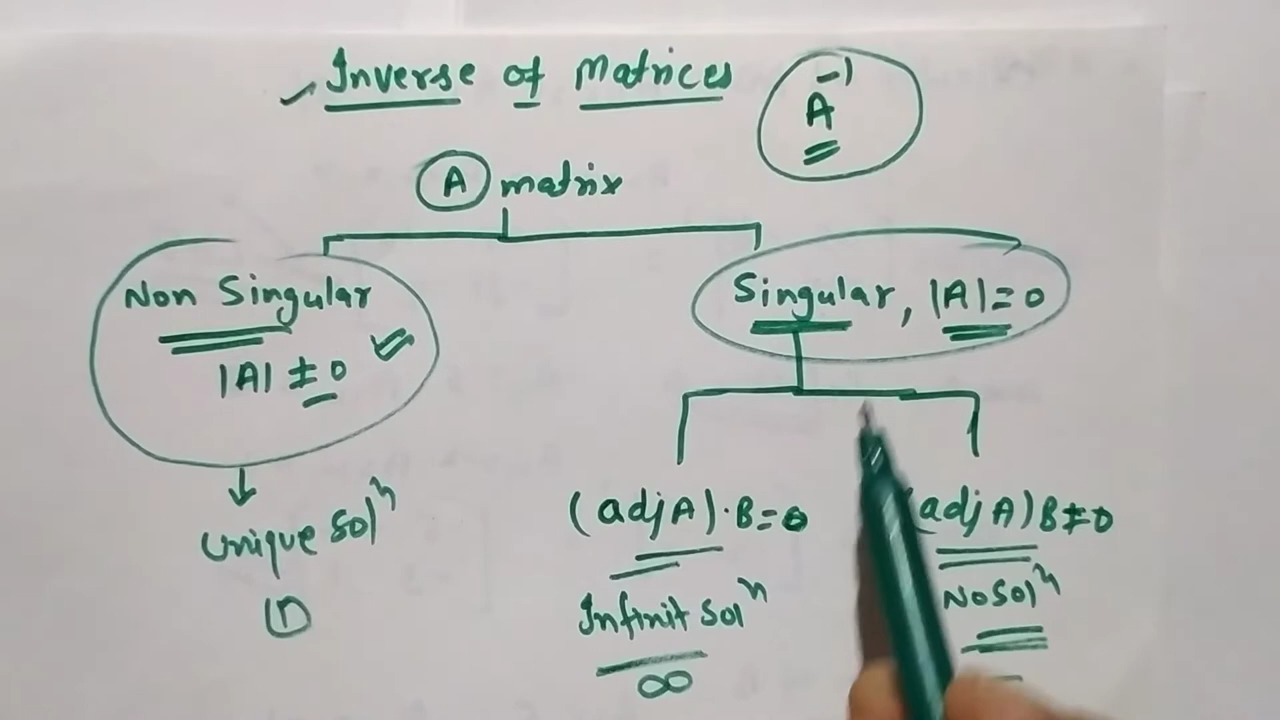 Inverse of Matrices
A⁻¹
A matrix
Non Singular
|A| ≠ 0
Singular, |A| = 0
Unique Solⁿ
1
(adj A) · B = 0
Infinit Solⁿ
∞
(adj A) B ≠ 0
No Solⁿ